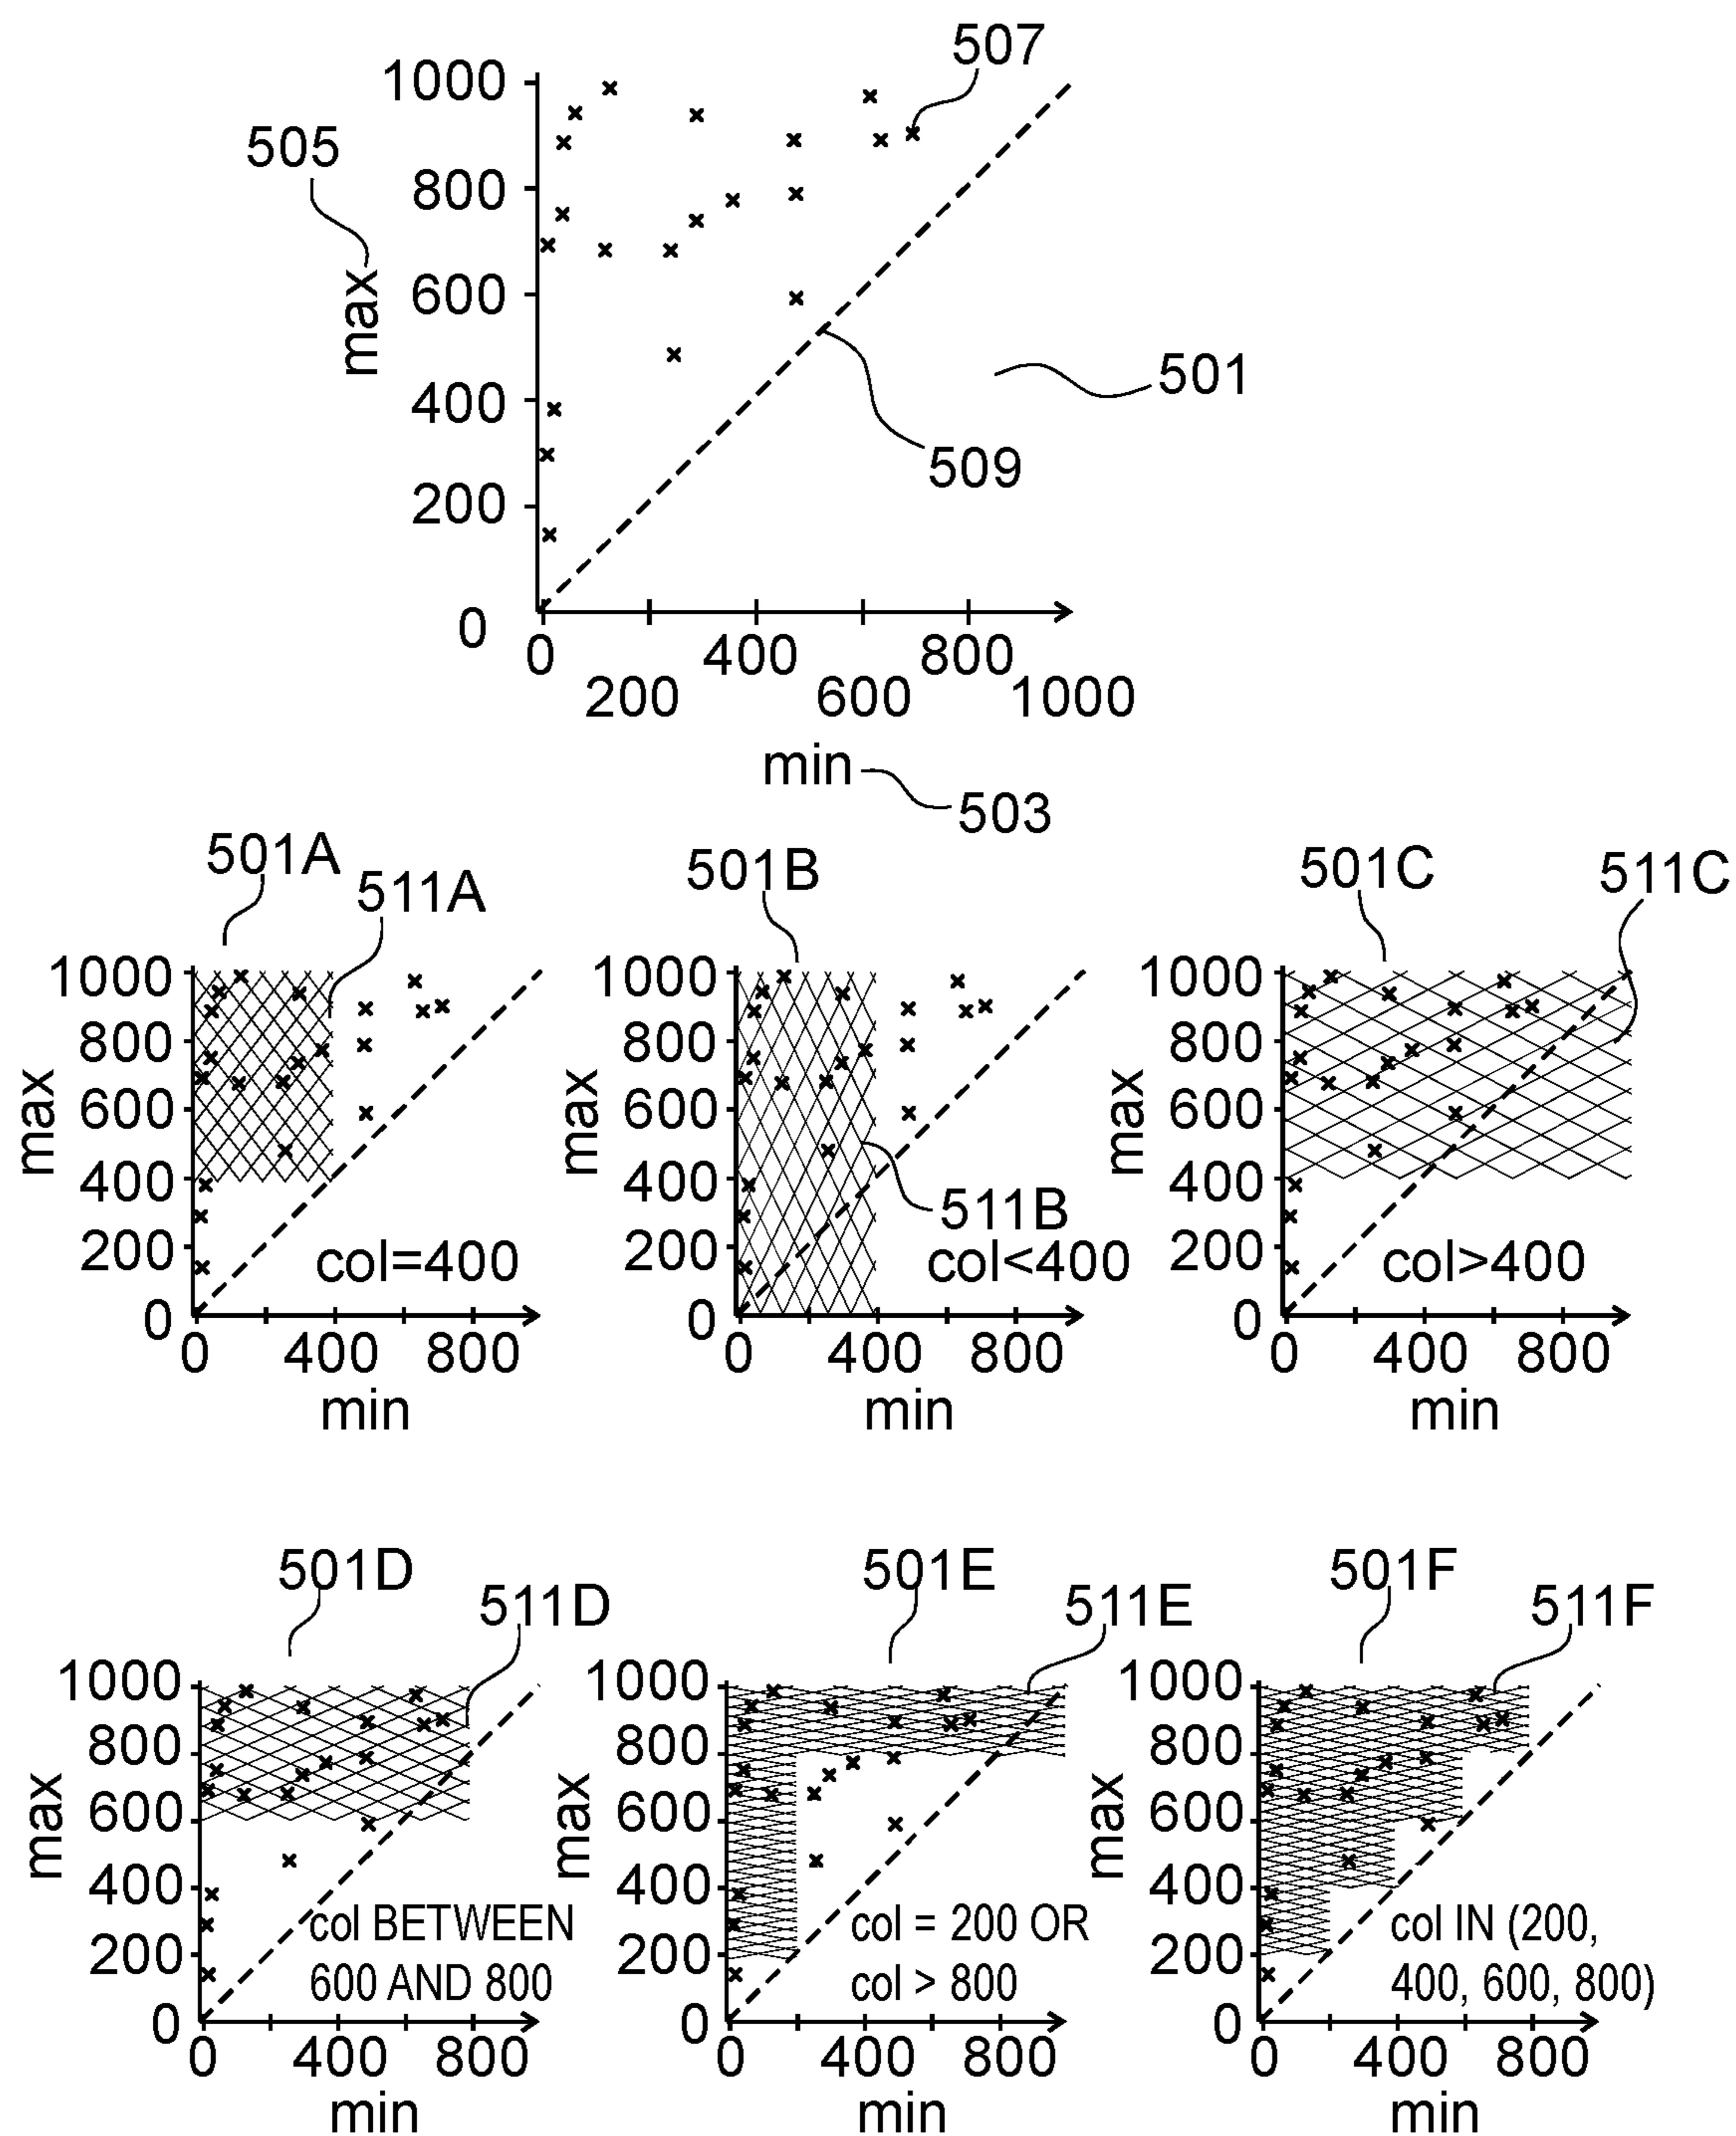 507
1000
505
800
max
600
400
501
509
200
0
0 400 800
200 600 1000
min
503
501A 511A
1000
800
max
600
400
200
0
col=400
0 400 800
min
501B
1000
800
max
600
400
200
0
511B
col<400
0 400 800
min
501C 511C
1000
800
max
600
400
200
0
col>400
0 400 800
min
501D 511D
1000
800
max
600
400
200
0
col BETWEEN
600 AND 800
0 400 800
min
501E 511E
1000
800
max
600
400
200
0
col = 200 OR
col > 800
0 400 800
min
501F 511F
1000
800
max
600
400
200
0
col IN (200,
400, 600, 800)
0 400 800
min